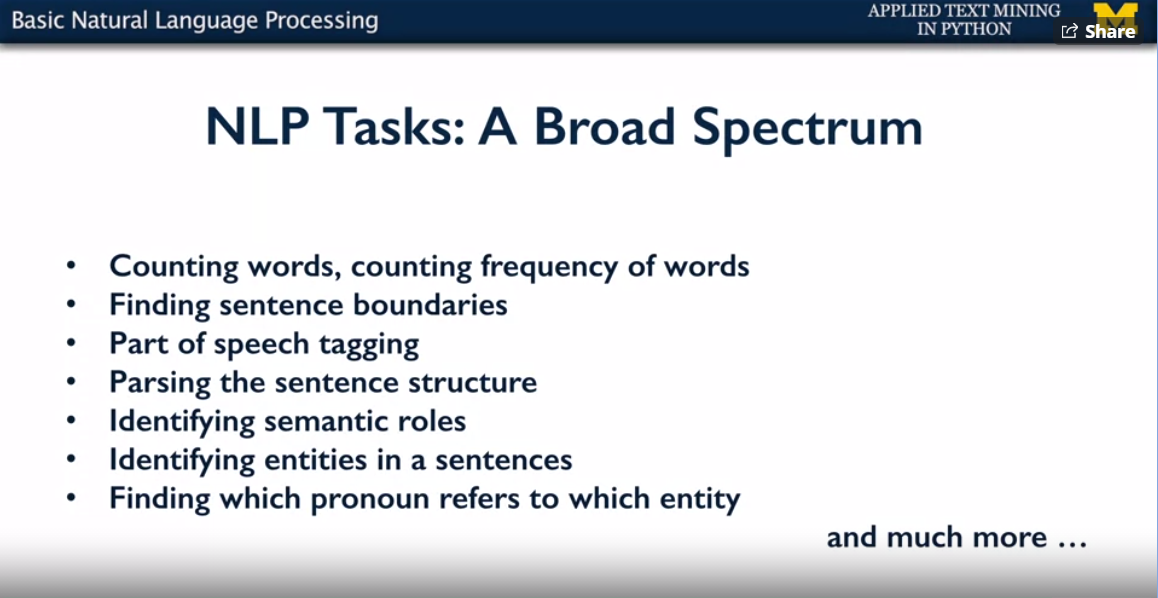 Basic Natural Language Processing
APPLIED TEXT MINING
IN PYTHON
Share
NLP Tasks: A Broad Spectrum
• Counting words, counting frequency of words
• Finding sentence boundaries
• Part of speech tagging
• Parsing the sentence structure
• Identifying semantic roles
• Identifying entities in a sentences
• Finding which pronoun refers to which entity
and much more …